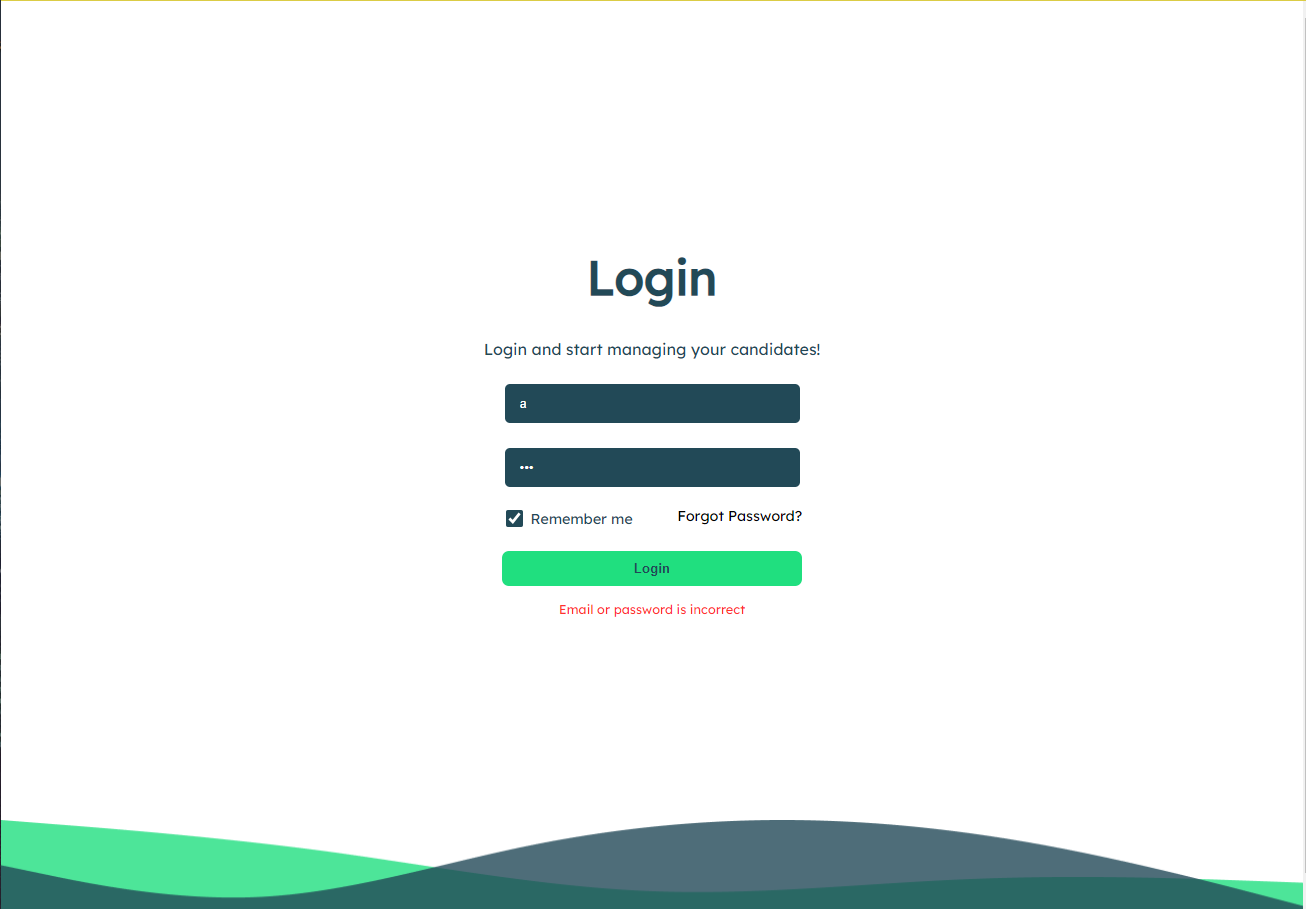 Login
Login and start managing your candidates!
a
•••
Remember me
Forgot Password?
Login
Email or password is incorrect